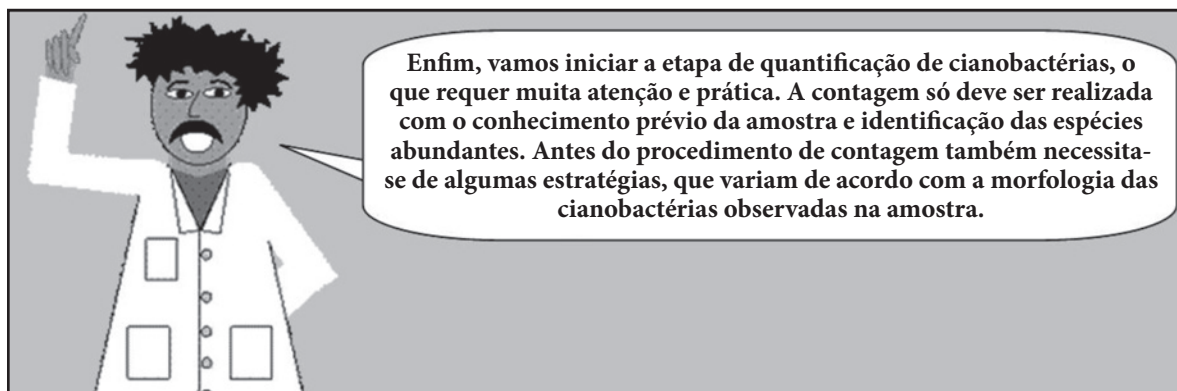 Enfim, vamos iniciar a etapa de quantificação de cianobactérias, o
que requer muita atenção e prática. A contagem só deve ser realizada
com o conhecimento prévio da amostra e identificação das espécies
abundantes. Antes do procedimento de contagem também necessita-
se de algumas estratégias, que variam de acordo com a morfologia das
cianobactérias observadas na amostra.